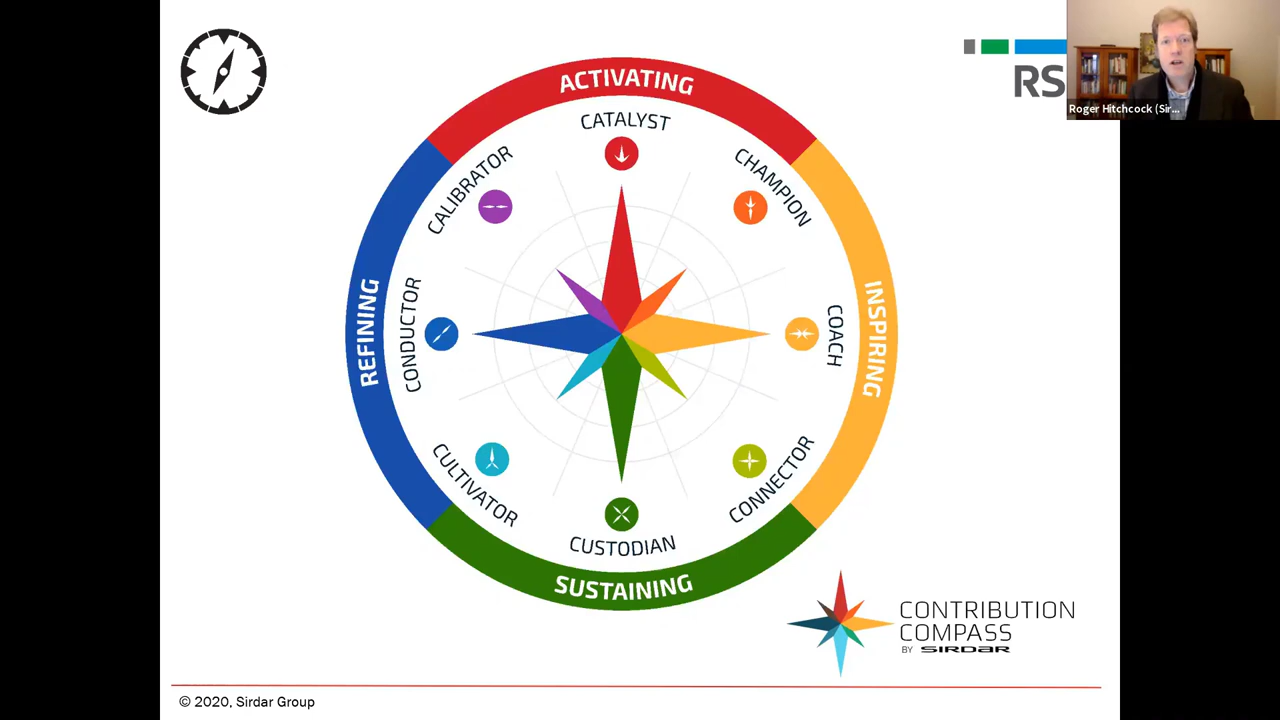 RS
Roger Hitchcock (Sir...
ACTIVATING
CATALYST
CALIBRATOR
CHAMPION
REFINING
CONDUCTOR
COACH
INSPIRING
CULTIVATOR
CONNECTOR
CUSTODIAN
SUSTAINING
CONTRIBUTION
COMPASS
BY SIRDAR
© 2020, Sirdar Group